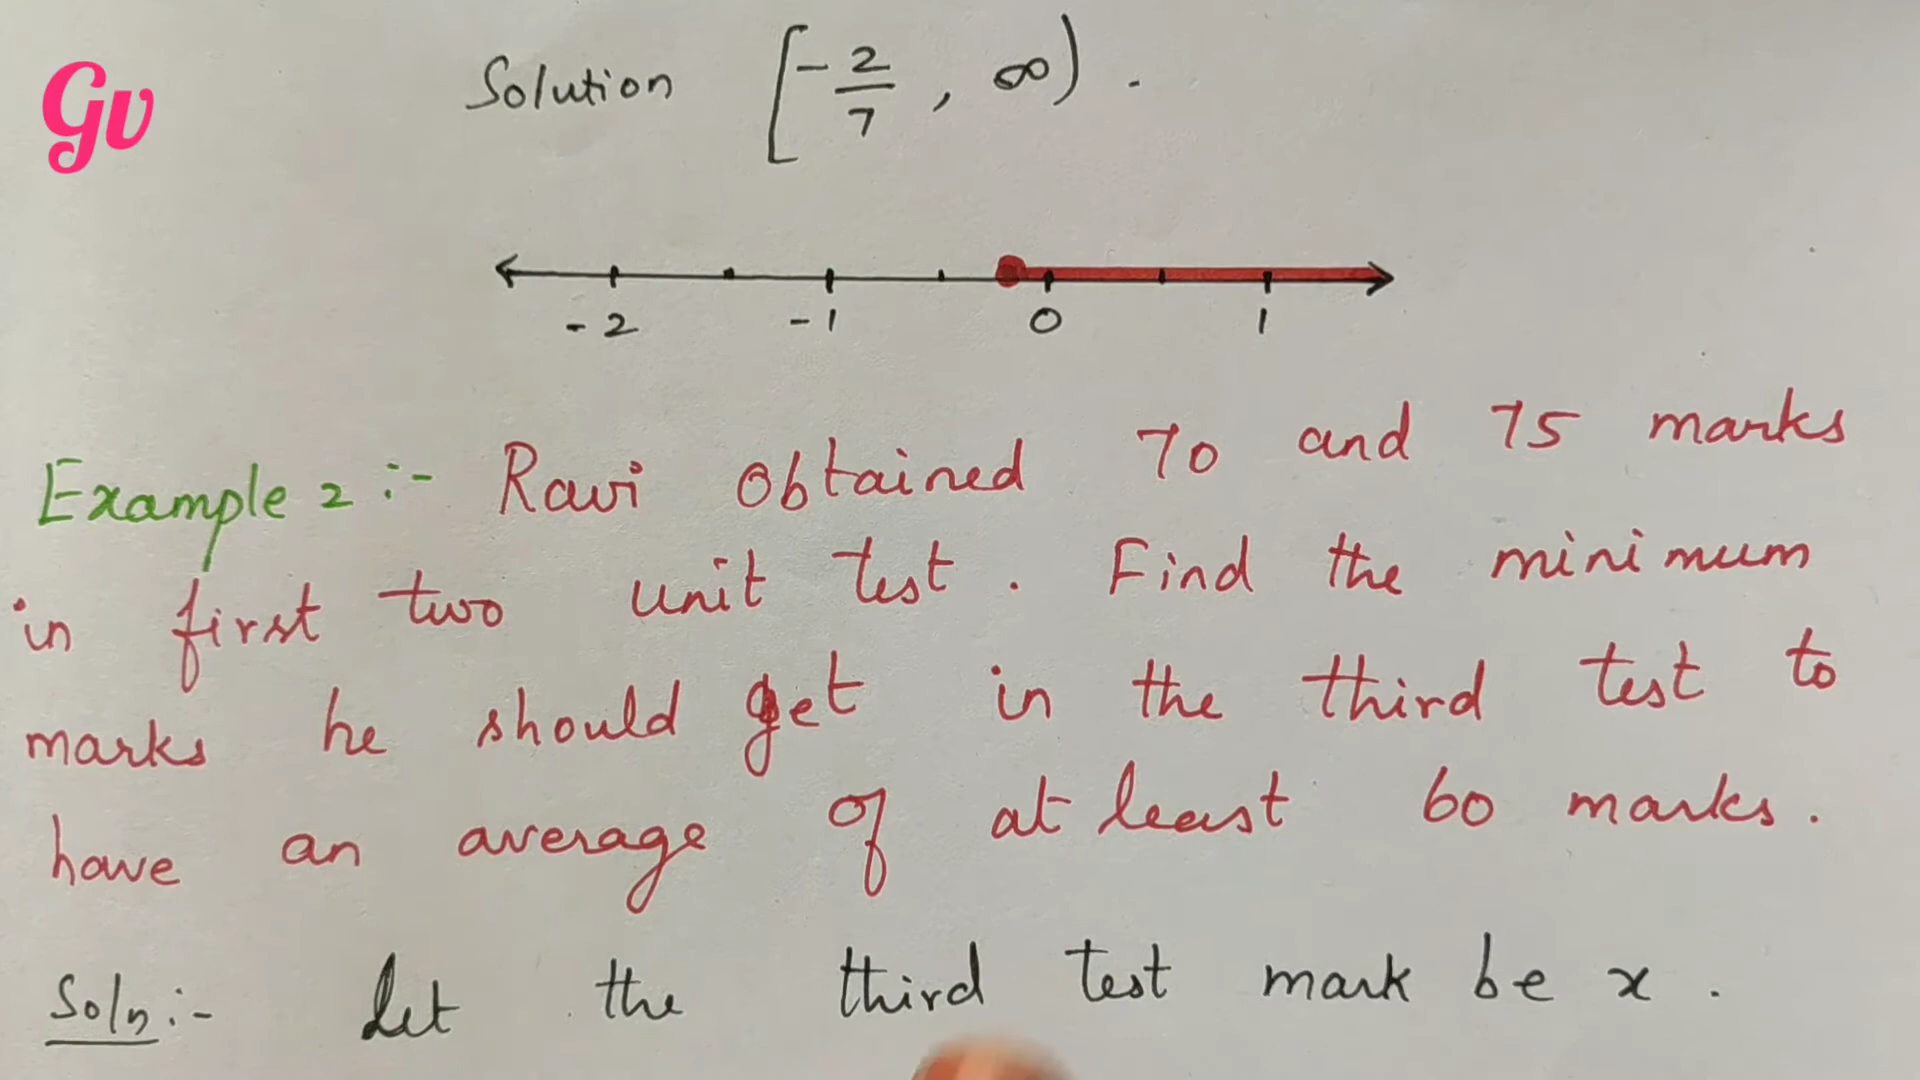 Gv
Solution [-2/7, ∞).
-2 -1 0 1
Example 2 :- Ravi obtained 70 and 75 marks
in first two unit test. Find the minimum
marks he should get in the third test to
have an average of at least 60 marks.
Soln :- Let the third test mark be x.